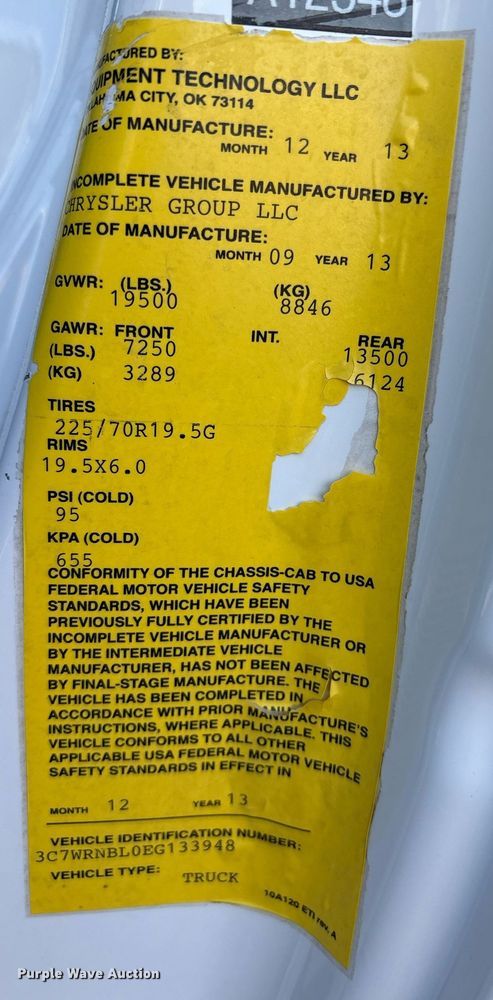 A12346
FACTURED BY:
UIPMENT TECHNOLOGY LLC
LAHOMA CITY, OK 73114
ATE OF MANUFACTURE:
MONTH 12 YEAR 13
INCOMPLETE VEHICLE MANUFACTURED BY:
CHRYSLER GROUP LLC
DATE OF MANUFACTURE:
MONTH 09 YEAR 13
GVWR: (LBS.) (KG)
19500 8846
GAWR: FRONT INT. REAR
(LBS.) 7250 13500
(KG) 3289 6124
TIRES
225/70R19.5G
RIMS
19.5X6.0
PSI (COLD)
95
KPA (COLD)
655
CONFORMITY OF THE CHASSIS-CAB TO USA
FEDERAL MOTOR VEHICLE SAFETY
STANDARDS, WHICH HAVE BEEN
PREVIOUSLY FULLY CERTIFIED BY THE
INCOMPLETE VEHICLE MANUFACTURER OR
BY THE INTERMEDIATE VEHICLE
MANUFACTURER, HAS NOT BEEN AFFECTED
BY FINAL-STAGE MANUFACTURE. THE
VEHICLE HAS BEEN COMPLETED IN
ACCORDANCE WITH PRIOR MANUFACTURE'S
INSTRUCTIONS, WHERE APPLICABLE. THIS
VEHICLE CONFORMS TO ALL OTHER
APPLICABLE USA FEDERAL MOTOR VEHICLE
SAFETY STANDARDS IN EFFECT IN
MONTH 12 YEAR 13
VEHICLE IDENTIFICATION NUMBER:
3C7WRNBL0EG133948
VEHICLE TYPE: TRUCK
10A120 ETI rev. A
Purple Wave Auction